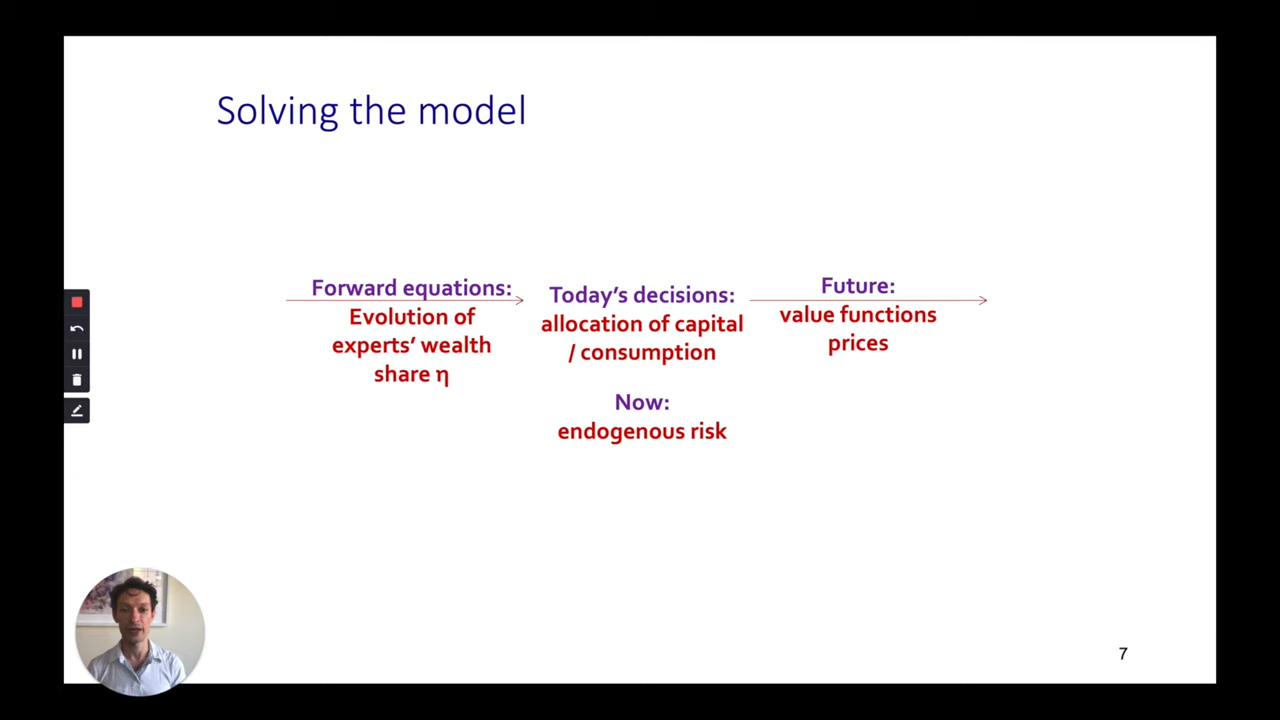 Solving the model
Forward equations:
Evolution of
experts’ wealth
share η
Today’s decisions:
allocation of capital
/ consumption
Now:
endogenous risk
Future:
value functions
prices
7